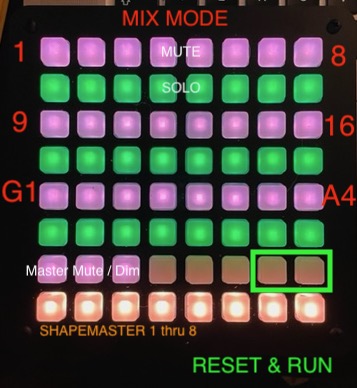 MIX MODE
1 MUTE 8
SOLO
9 16
G1 A4
Master Mute / Dim
SHAPEMASTER 1 thru 8
RESET & RUN